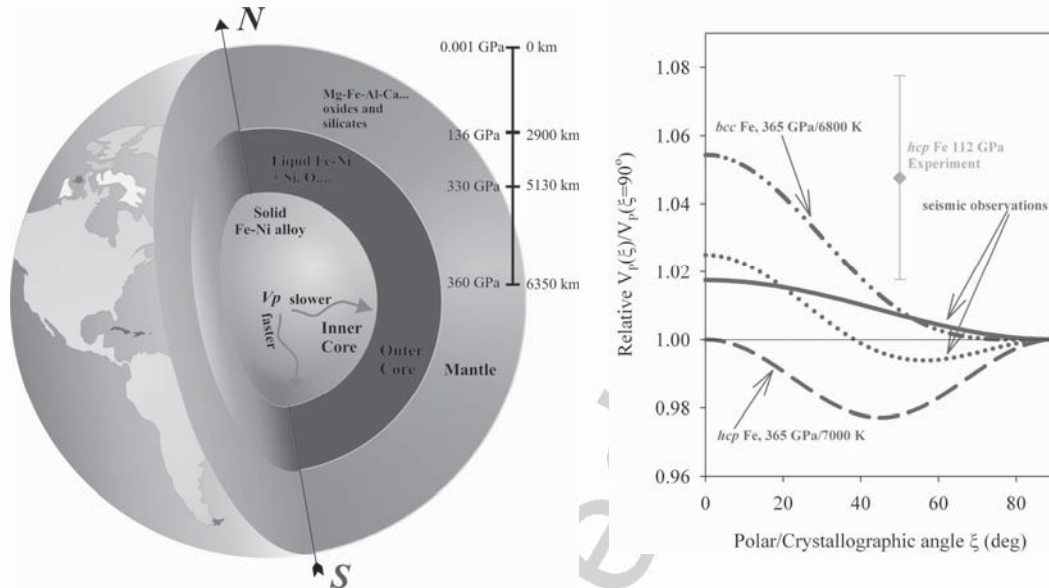 N
0.001 GPa
0 km
Mg-Fe-Al-Ca...
oxides and
silicates
136 GPa
2900 km
Liquid Fe-Ni
+ Si, O....
330 GPa
5130 km
Solid
Fe-Ni alloy
360 GPa
6350 km
Vp slower
faster
Inner
Core
Outer
Core
Mantle
S
Relative Vp(ξ)/Vp(ξ=90º)
1.08
1.06
1.04
1.02
1.00
0.98
0.96
bcc Fe, 365 GPa/6800 K
hcp Fe 112 GPa
Experiment
seismic observations
hcp Fe, 365 GPa/7000 K
0
20
40
60
80
Polar/Crystallographic angle ξ (deg)
e